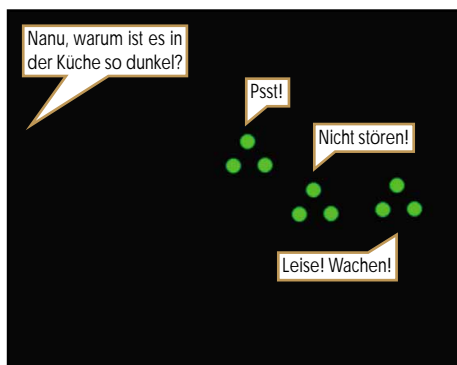 Nanu, warum ist es in
der Küche so dunkel?
Psst!
Nicht stören!
Leise! Wachen!